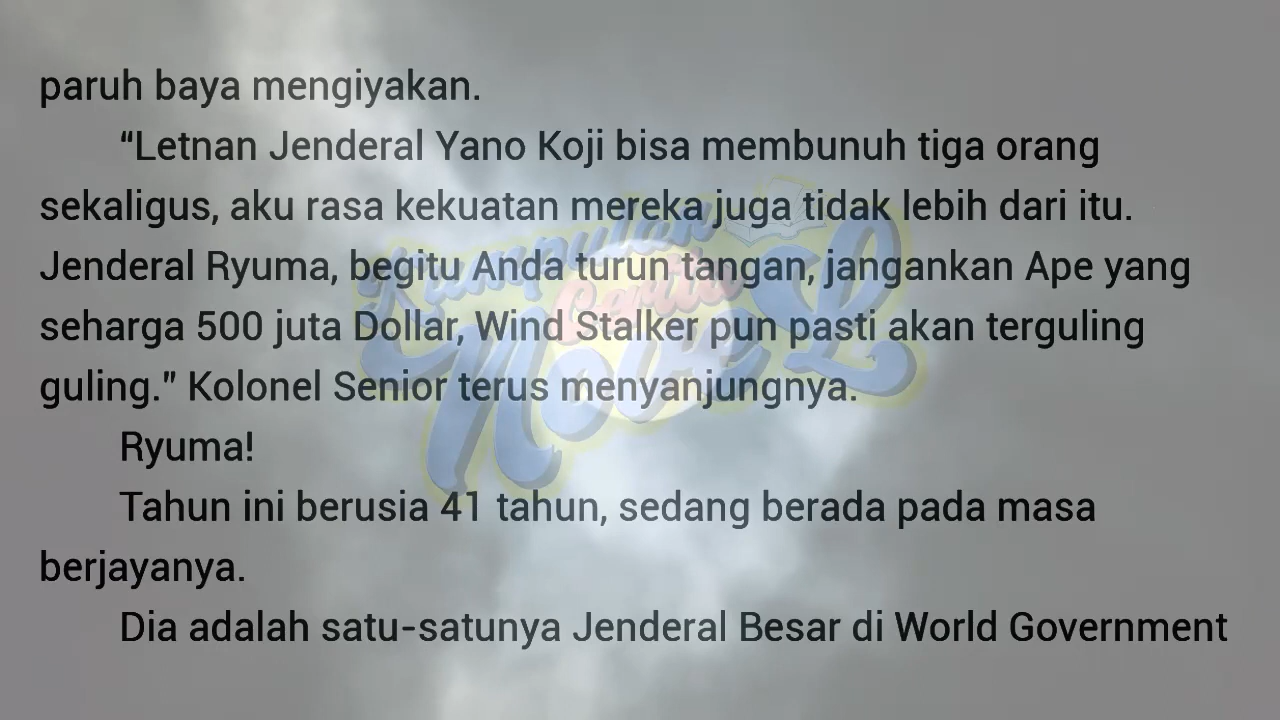 paruh baya mengiyakan.
“Letnan Jenderal Yano Koji bisa membunuh tiga orang
sekaligus, aku rasa kekuatan mereka juga tidak lebih dari itu.
Jenderal Ryuma, begitu Anda turun tangan, jangankan Ape yang
seharga 500 juta Dollar, Wind Stalker pun pasti akan terguling
guling." Kolonel Senior terus menyanjungnya.
Ryuma!
Tahun ini berusia 41 tahun, sedang berada pada masa
berjayanya.
Dia adalah satu-satunya Jenderal Besar di World Government
Kumpulan
Cerita
Novel